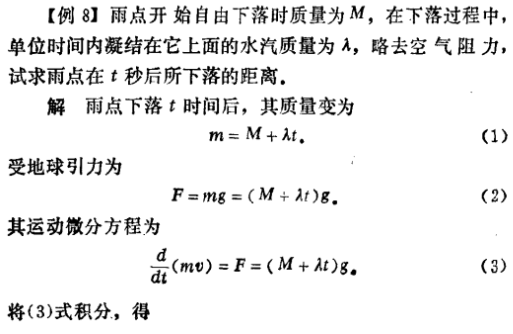 【例 8】雨点开始自由下落时质量为 M，在下落过程中，
单位时间内凝结在它上面的水汽质量为 λ，略去空气阻力，
试求雨点在 t 秒后所下落的距离．
解 雨点下落 t 时间后，其质量变为
m = M + λt． (1)
受地球引力为
F = mg = (M + λt)g． (2)
其运动微分方程为
d/dt(mv) = F = (M + λt)g． (3)
将(3)式积分，得